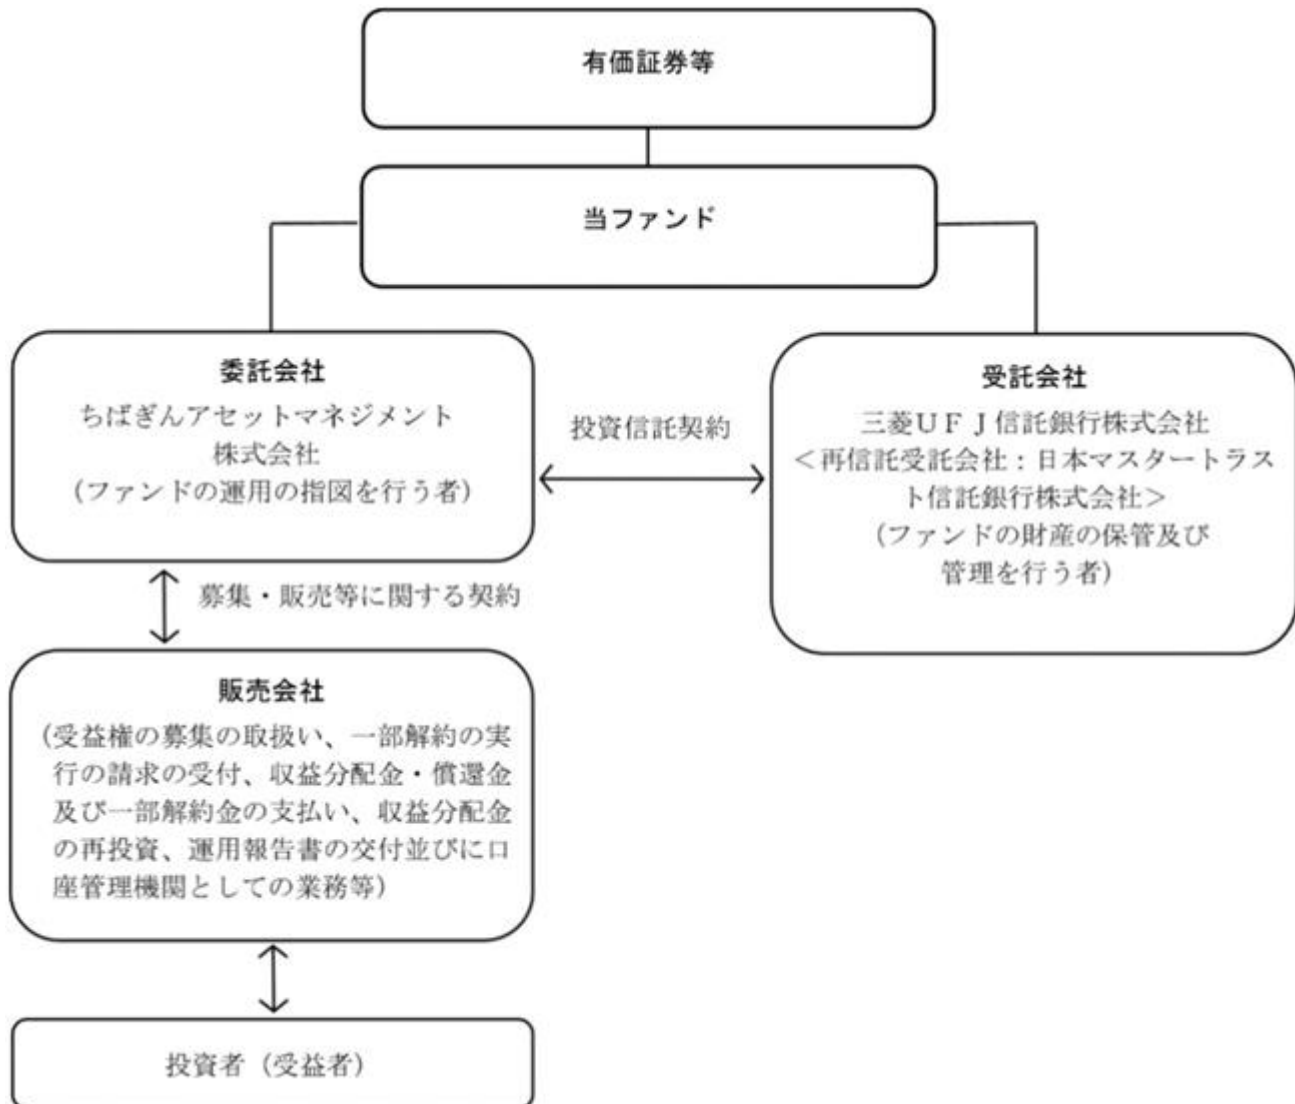 有価証券等
当ファンド
委託会社
ちばぎんアセットマネジメント
株式会社
(ファンドの運用の指図を行う者)
投資信託契約
受託会社
三菱ＵＦＪ信託銀行株式会社
＜再信託受託会社：日本マスタートラス
ト信託銀行株式会社＞
(ファンドの財産の保管及び
管理を行う者)
募集・販売等に関する契約
販売会社
(受益権の募集の取扱い、一部解約の実
行の請求の受付、収益分配金・償還金
及び一部解約金の支払い、収益分配金
の再投資、運用報告書の交付並びに口
座管理機関としての業務等)
投資者（受益者）